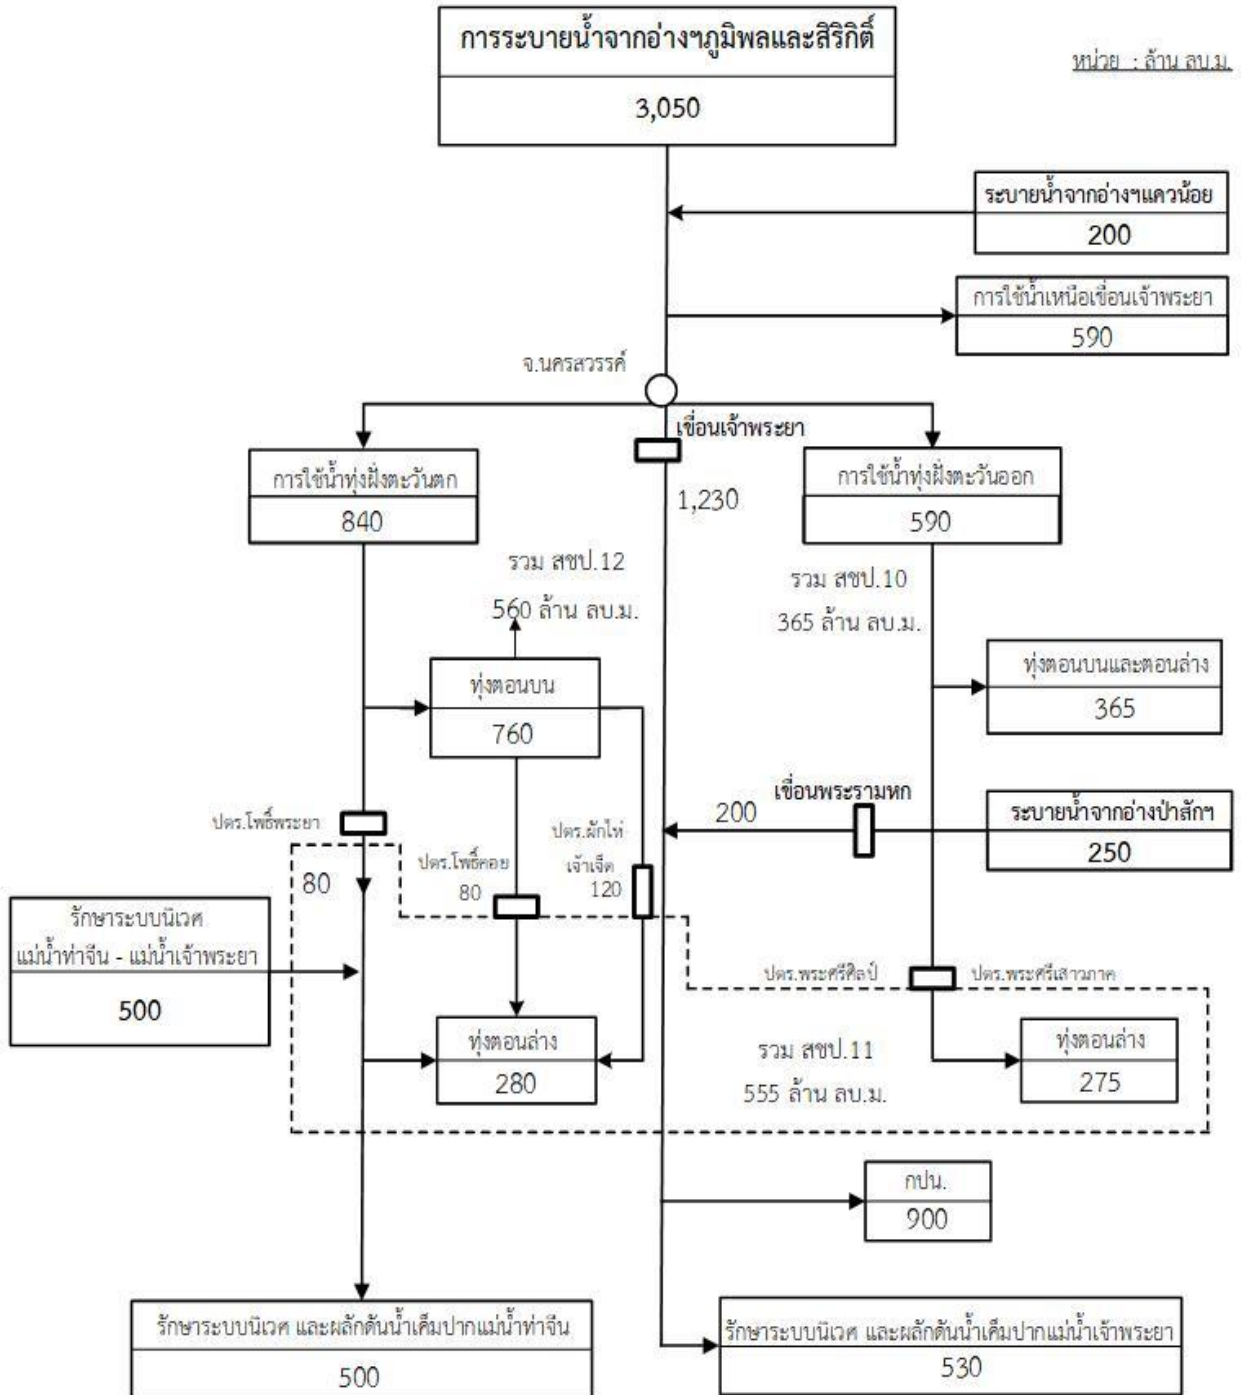 การระบายน้ำจากอ่างฯภูมิพลและสิริกิติ์
3,050
หน่วย : ล้าน ลบ.ม.
ระบายน้ำจากอ่างฯแควน้อย
200
การใช้น้ำเหนือเขื่อนเจ้าพระยา
590
จ.นครสวรรค์
เขื่อนเจ้าพระยา
1,230
การใช้น้ำทุ่งฝั่งตะวันตก
840
การใช้น้ำทุ่งฝั่งตะวันออก
590
รวม สชป.12
560 ล้าน ลบ.ม.
รวม สชป.10
365 ล้าน ลบ.ม.
ทุ่งตอนบน
760
ทุ่งตอนบนและตอนล่าง
365
เขื่อนพระรามหก
200
ระบายน้ำจากอ่างป่าสักฯ
250
ปตร.โพธิ์พระยา
80
ปตร.โพธิ์คอย
80
ปตร.ผักไห่
เจ้าเจ็ด
120
รักษาระบบนิเวศ
แม่น้ำท่าจีน - แม่น้ำเจ้าพระยา
500
ปตร.พระศรีศิลป์
ปตร.พระศรีเสาวภาค
ทุ่งตอนล่าง
280
รวม สชป.11
555 ล้าน ลบ.ม.
ทุ่งตอนล่าง
275
กปน.
900
รักษาระบบนิเวศ และผลักดันน้ำเค็มปากแม่น้ำท่าจีน
500
รักษาระบบนิเวศ และผลักดันน้ำเค็มปากแม่น้ำเจ้าพระยา
530